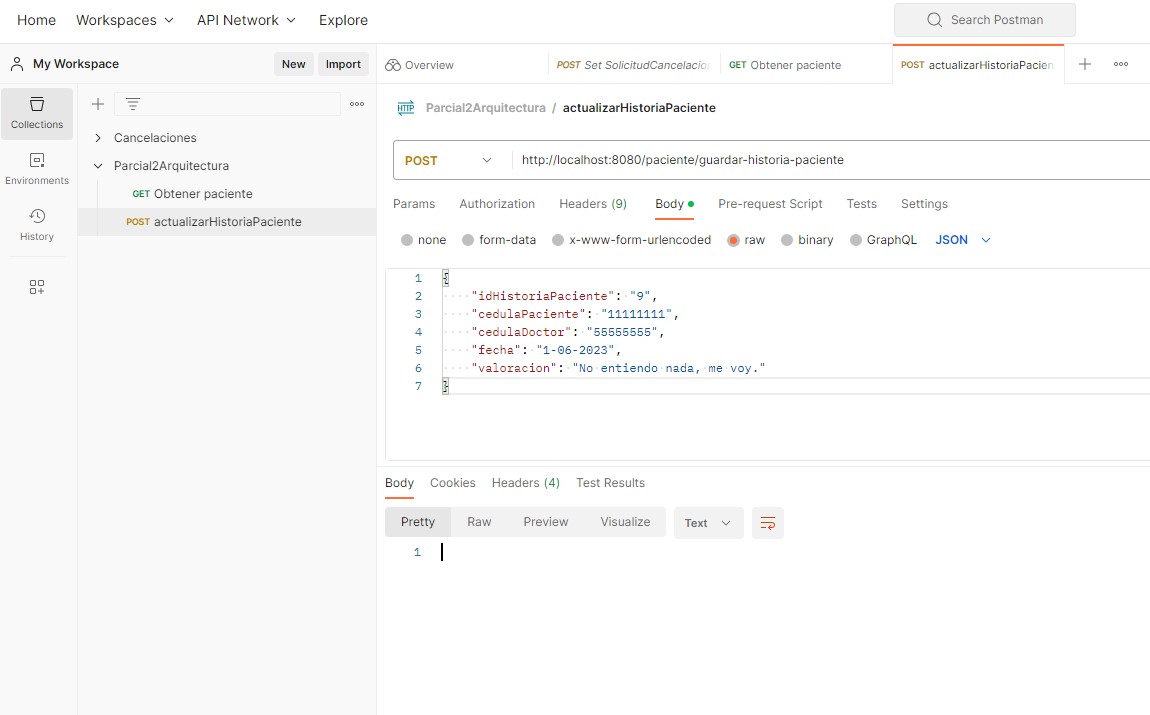 Home Workspaces API Network Explore Search Postman
My Workspace New Import Overview POST Set SolicitudCancelacion GET Obtener paciente POST actualizarHistoriaPacien
Collections
Environments
History
Cancelaciones
Parcial2Arquitectura
GET Obtener paciente
POST actualizarHistoriaPaciente
HTTP Parcial2Arquitectura / actualizarHistoriaPaciente
POST http://localhost:8080/paciente/guardar-historia-paciente
Params Authorization Headers (9) Body Pre-request Script Tests Settings
none form-data x-www-form-urlencoded raw binary GraphQL JSON
1 {
2 "idHistoriaPaciente": "9",
3 "cedulaPaciente": "11111111",
4 "cedulaDoctor": "55555555",
5 "fecha": "1-06-2023",
6 "valoracion": "No entiendo nada, me voy."
7 }
Body Cookies Headers (4) Test Results
Pretty Raw Preview Visualize Text
1